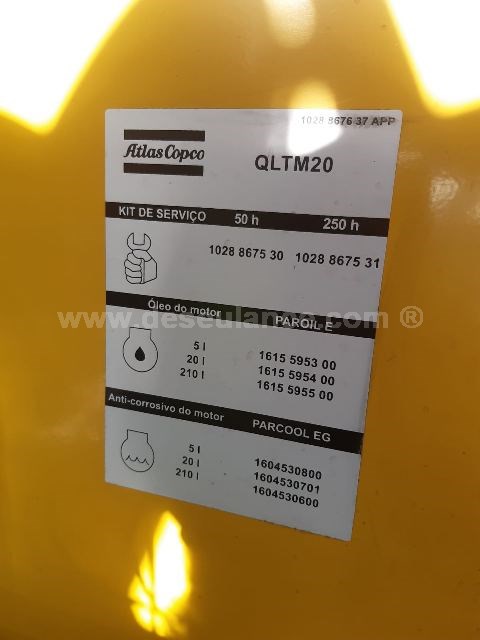 1028 8676 37 APP
Atlas Copco
QLTM20
KIT DE SERVIÇO 50 h 250 h
1028 8675 30 1028 8675 31
Óleo do motor PAROIL E
www.deseulance.com ®
5 l 1615 5953 00
20 l 1615 5954 00
210 l 1615 5955 00
Anti-corrosivo do motor PARCOOL EG
5 l 1604530800
20 l 1604530701
210 l 1604530600